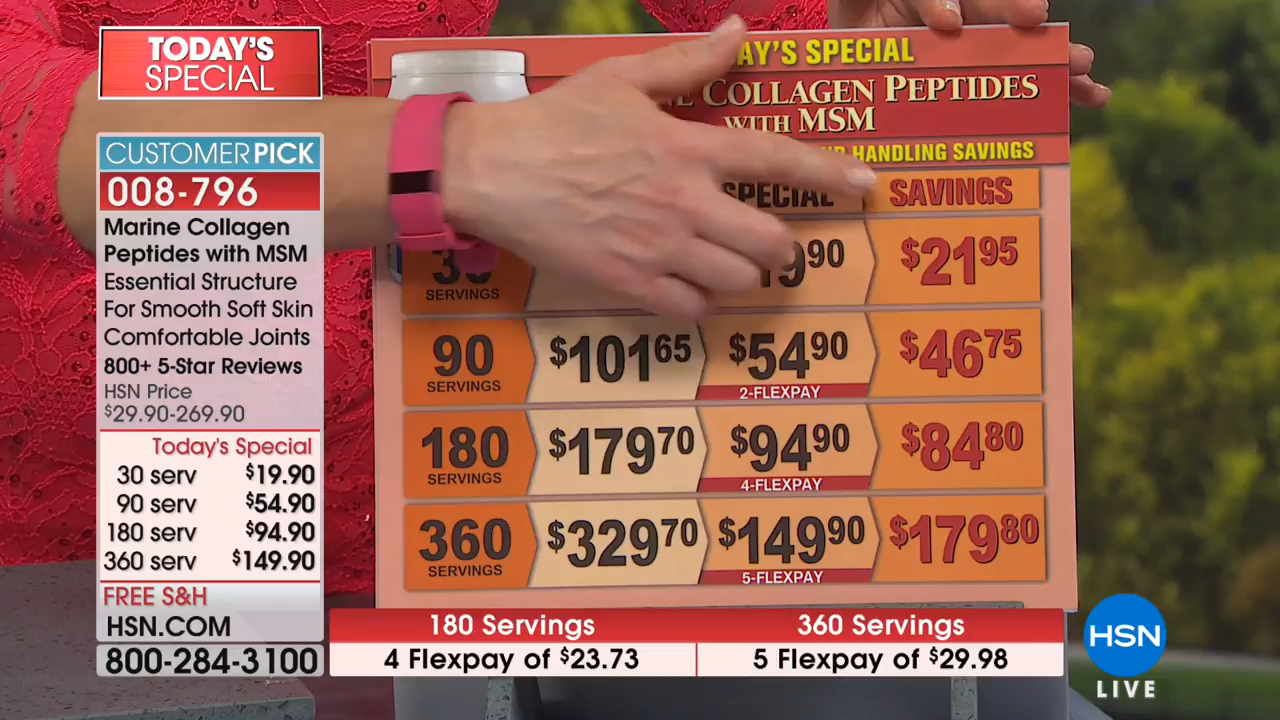 TODAY'S
SPECIAL
CUSTOMER PICK
008-796
Marine Collagen
Peptides with MSM
Essential Structure
For Smooth Soft Skin
Comfortable Joints
800+ 5-Star Reviews
HSN Price
$29.90-269.90
Today's Special
30 serv $19.90
90 serv $54.90
180 serv $94.90
360 serv $149.90
FREE S&H
HSN.COM
800-284-3100
AY'S SPECIAL
COLLAGEN PEPTIDES
WITH MSM
HANDLING SAVINGS
SPECIAL SAVINGS
SERVINGS
$21.95
90 SERVINGS $101.65 $54.90 $46.75
2-FLEXPAY
180 SERVINGS $179.70 $94.90 $84.80
4-FLEXPAY
360 SERVINGS $329.70 $149.90 $179.80
5-FLEXPAY
180 Servings 360 Servings
4 Flexpay of $23.73 5 Flexpay of $29.98
HSN
LIVE